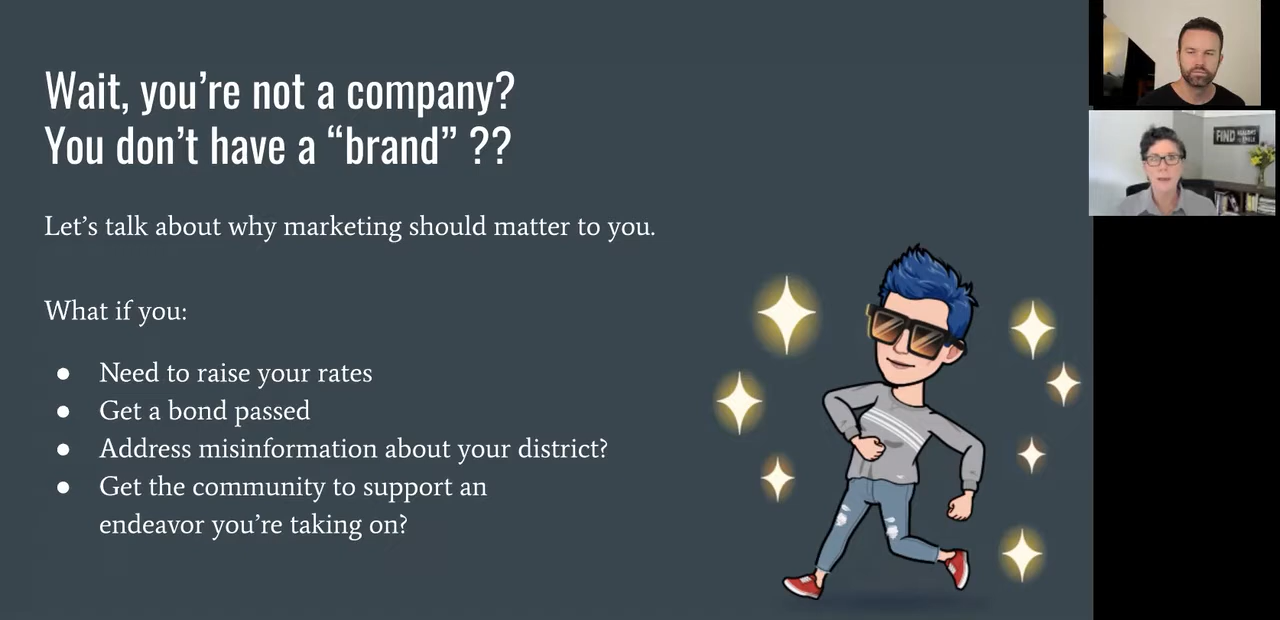 Wait, you’re not a company?
You don’t have a “brand” ??
Let’s talk about why marketing should matter to you.
What if you:
● Need to raise your rates
● Get a bond passed
● Address misinformation about your district?
● Get the community to support an
endeavor you’re taking on?
FIND